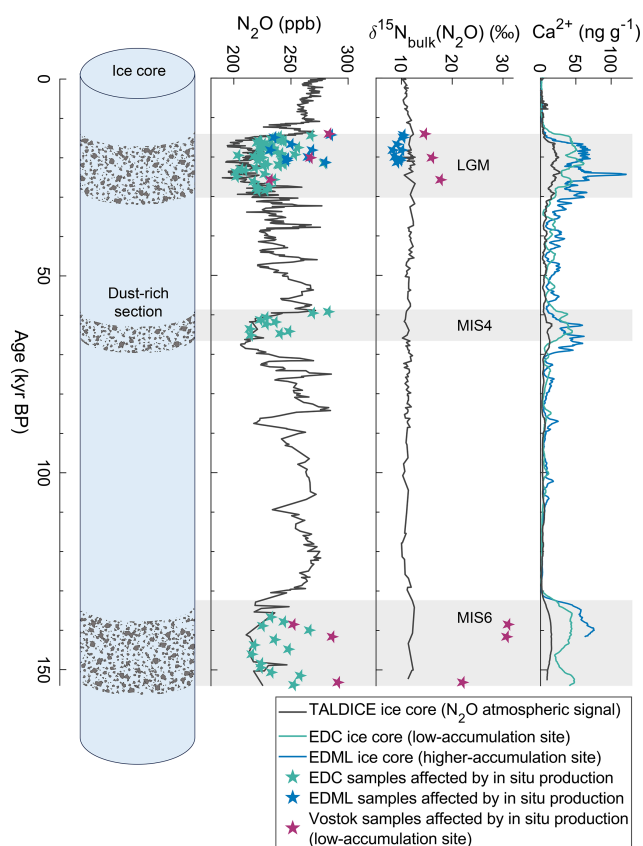 N₂O (ppb)
δ¹⁵N_bulk(N₂O) (‰)
Ca²⁺ (ng g⁻¹)
200 250 300
10 20 30
0 50 100
Ice core
Dust-rich
section
Age (kyr BP)
0
50
100
150
LGM
MIS4
MIS6
TALDICE ice core (N₂O atmospheric signal)
EDC ice core (low-accumulation site)
EDML ice core (higher-accumulation site)
EDC samples affected by in situ production
EDML samples affected by in situ production
Vostok samples affected by in situ production
(low-accumulation site)